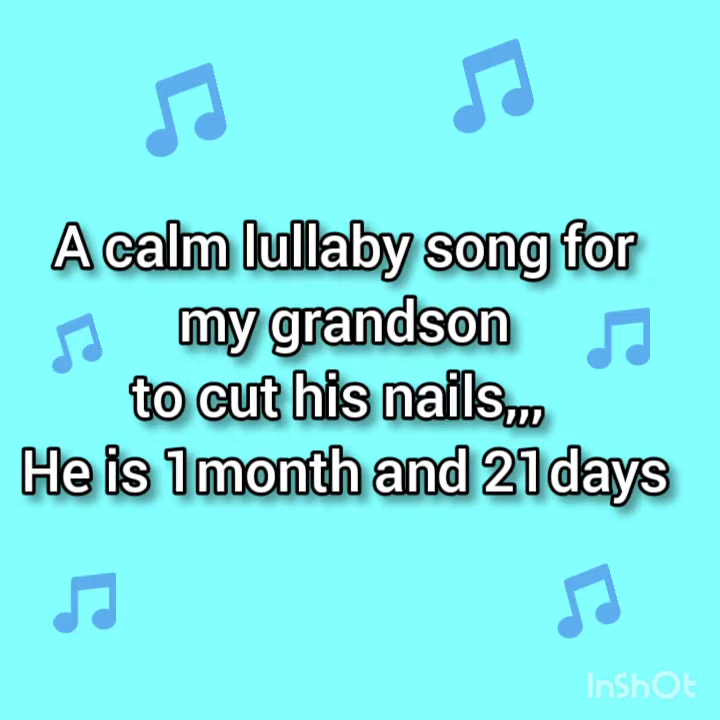 A calm lullaby song for
my grandson
to cut his nails,,,
He is 1month and 21days
InShOt